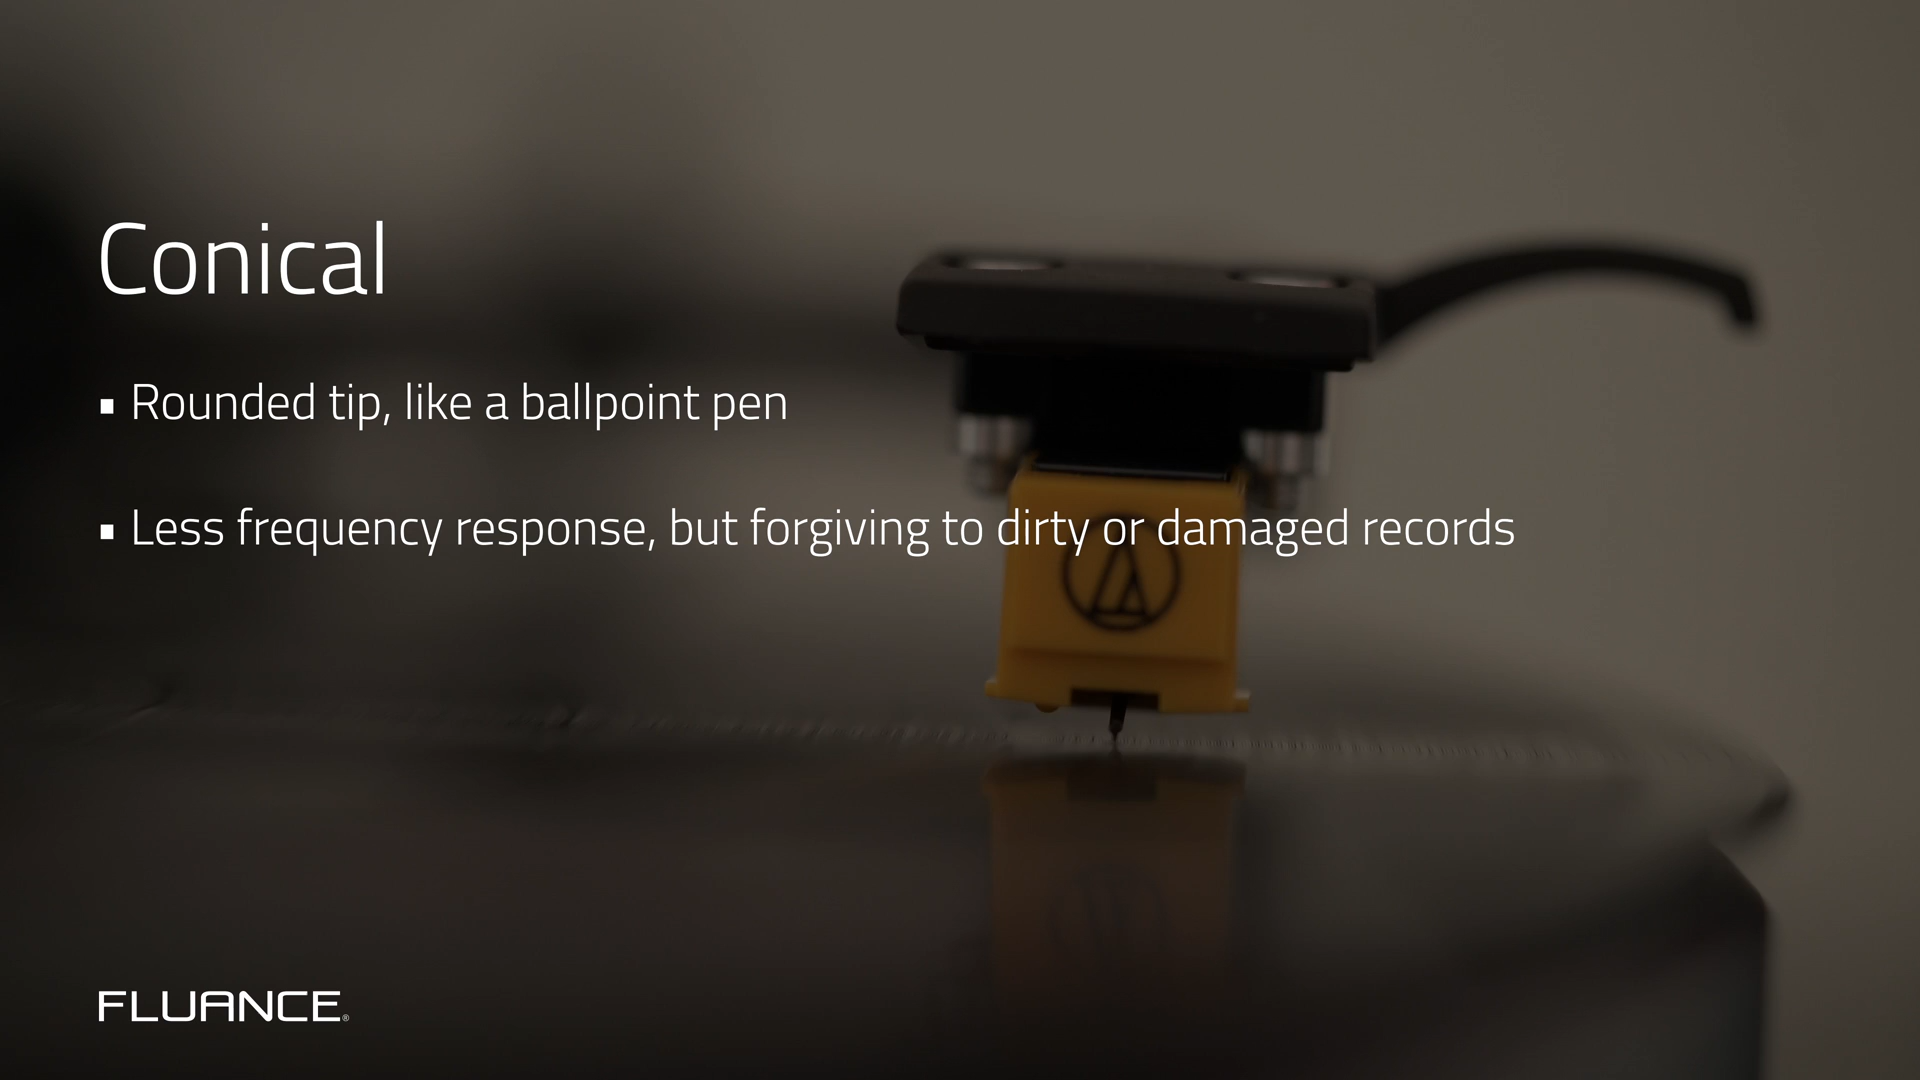 Conical
▪ Rounded tip, like a ballpoint pen
▪ Less frequency response, but forgiving to dirty or damaged records
FLUANCE®